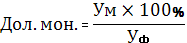 Дол. мон. = Ум × 100% / Уф